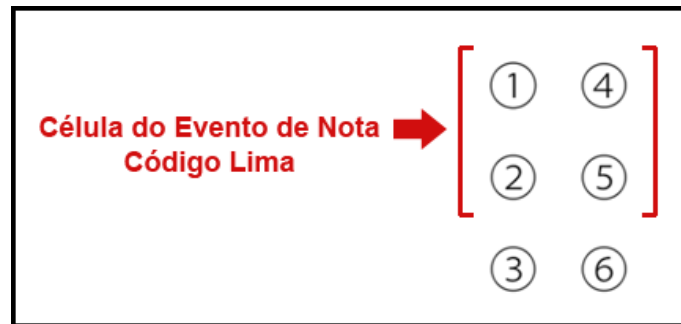 ① ④
Célula do Evento de Nota
Código Lima
② ⑤
③ ⑥